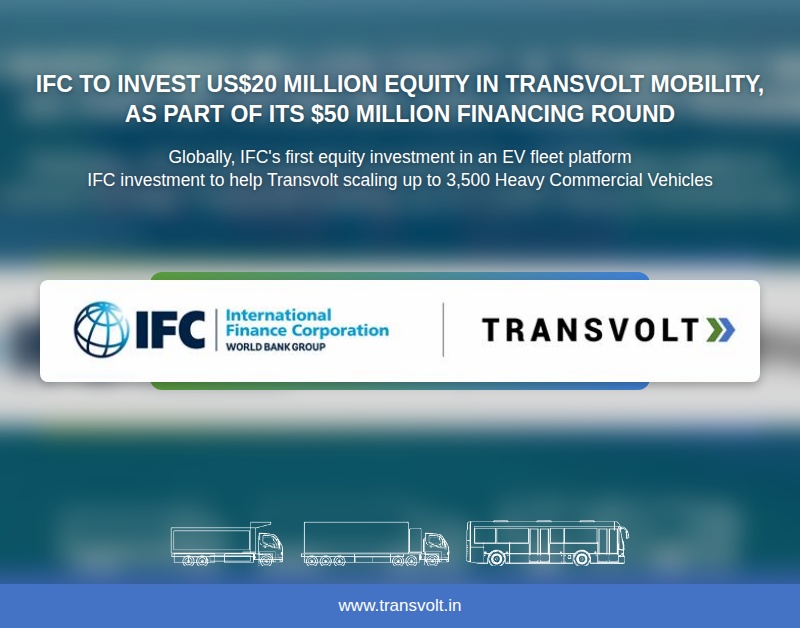 IFC TO INVEST US$20 MILLION EQUITY IN TRANSVOLT MOBILITY,
AS PART OF ITS $50 MILLION FINANCING ROUND
Globally, IFC's first equity investment in an EV fleet platform
IFC investment to help Transvolt scaling up to 3,500 Heavy Commercial Vehicles
IFC
International
Finance Corporation
WORLD BANK GROUP
TRANSVOLT
www.transvolt.in